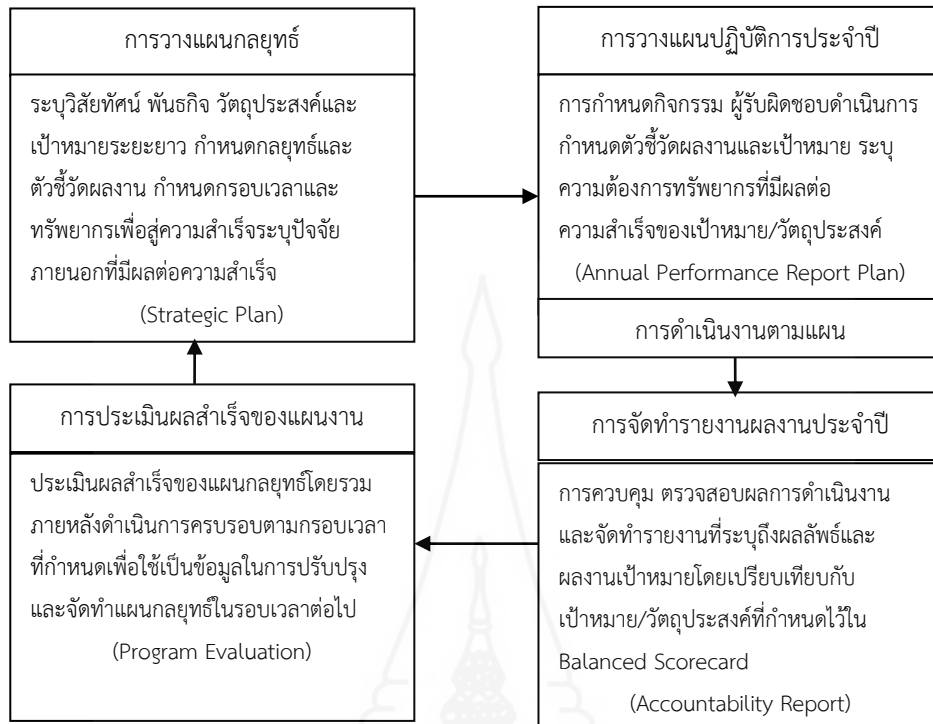 การวางแผนกลยุทธ์
ระบุวิสัยทัศน์ พันธกิจ วัตถุประสงค์และ
เป้าหมายระยะยาว กำหนดกลยุทธ์และ
ตัวชี้วัดผลงาน กำหนดกรอบเวลาและ
ทรัพยากรเพื่อสู่ความสำเร็จระบุปัจจัย
ภายนอกที่มีผลต่อความสำเร็จ
(Strategic Plan)
การวางแผนปฏิบัติการประจำปี
การกำหนดกิจกรรม ผู้รับผิดชอบดำเนินการ
กำหนดตัวชี้วัดผลงานและเป้าหมาย ระบุ
ความต้องการทรัพยากรที่มีผลต่อ
ความสำเร็จของเป้าหมาย/วัตถุประสงค์
(Annual Performance Report Plan)
การดำเนินงานตามแผน
การจัดทำรายงานผลงานประจำปี
การควบคุม ตรวจสอบผลการดำเนินงาน
และจัดทำรายงานที่ระบุถึงผลลัพธ์และ
ผลงานเป้าหมายโดยเปรียบเทียบกับ
เป้าหมาย/วัตถุประสงค์ที่กำหนดไว้ใน
Balanced Scorecard
(Accountability Report)
การประเมินผลสำเร็จของแผนงาน
ประเมินผลสำเร็จของแผนกลยุทธ์โดยรวม
ภายหลังดำเนินการครบรอบตามกรอบเวลา
ที่กำหนดเพื่อใช้เป็นข้อมูลในการปรับปรุง
และจัดทำแผนกลยุทธ์ในรอบเวลาต่อไป
(Program Evaluation)